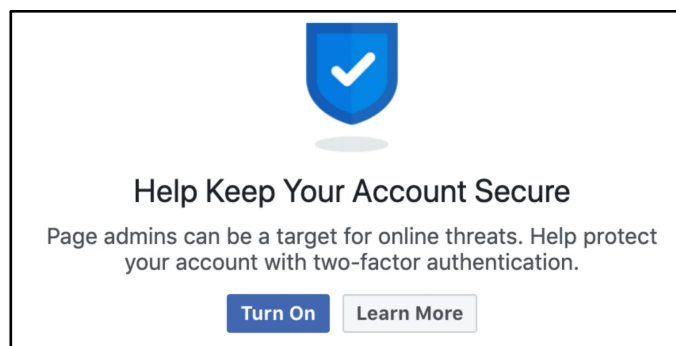 Help Keep Your Account Secure
Page admins can be a target for online threats. Help protect
your account with two-factor authentication.
Turn On Learn More